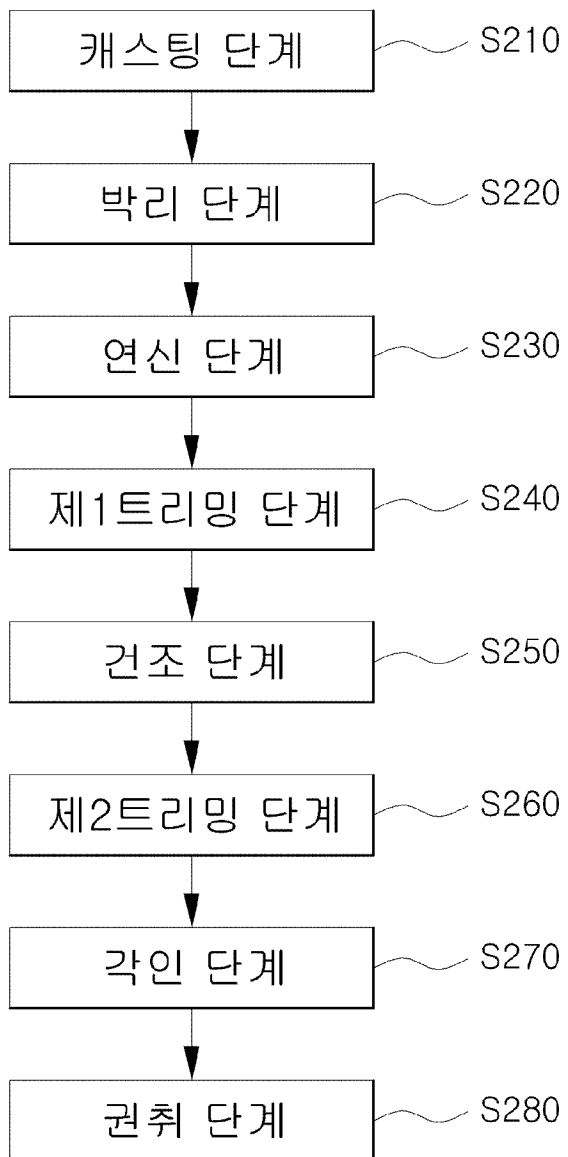 캐스팅 단계 S210
박리 단계 S220
연신 단계 S230
제1트리밍 단계 S240
건조 단계 S250
제2트리밍 단계 S260
각인 단계 S270
권취 단계 S280